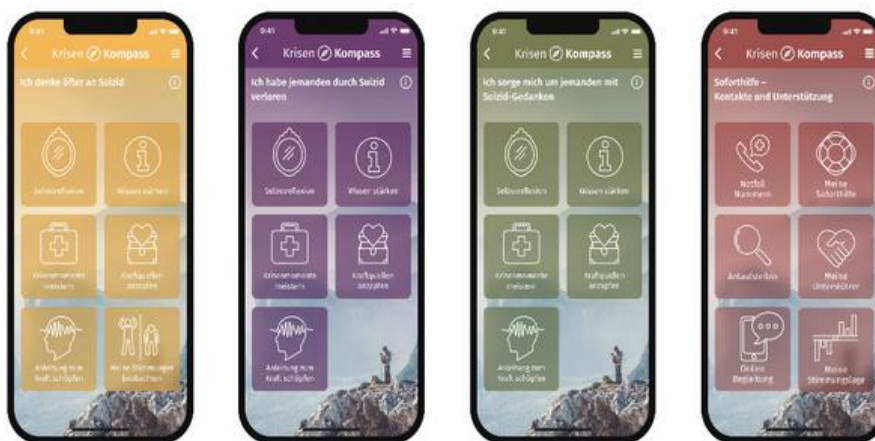 9:41
Krisen Kompass
Ich denke öfter an Suizid
Selbstreflexion
Wissen stärken
Krisenmomente
meistern
Kraftquellen
anzapfen
Anleitung zum
Kraft schöpfen
Meine Stimmungen
beobachten
9:41
Krisen Kompass
Ich habe jemanden durch Suizid
verloren
Selbstreflexion
Wissen stärken
Krisenmomente
meistern
Kraftquellen
anzapfen
Anleitung zum
Kraft schöpfen
9:41
Krisen Kompass
Ich sorge mich um jemanden mit
Suizid-Gedanken
Selbstreflexion
Wissen stärken
Krisenmomente
meistern
Kraftquellen
anzapfen
Anleitung zum
Kraft schöpfen
9:41
Krisen Kompass
Soforthilfe –
Kontakte und Unterstützung
Notfall
Nummern
Meine
Soforthilfe
Anlaufstellen
Meine
Unterstützer
Online
Begleitung
Meine
Stimmungslage